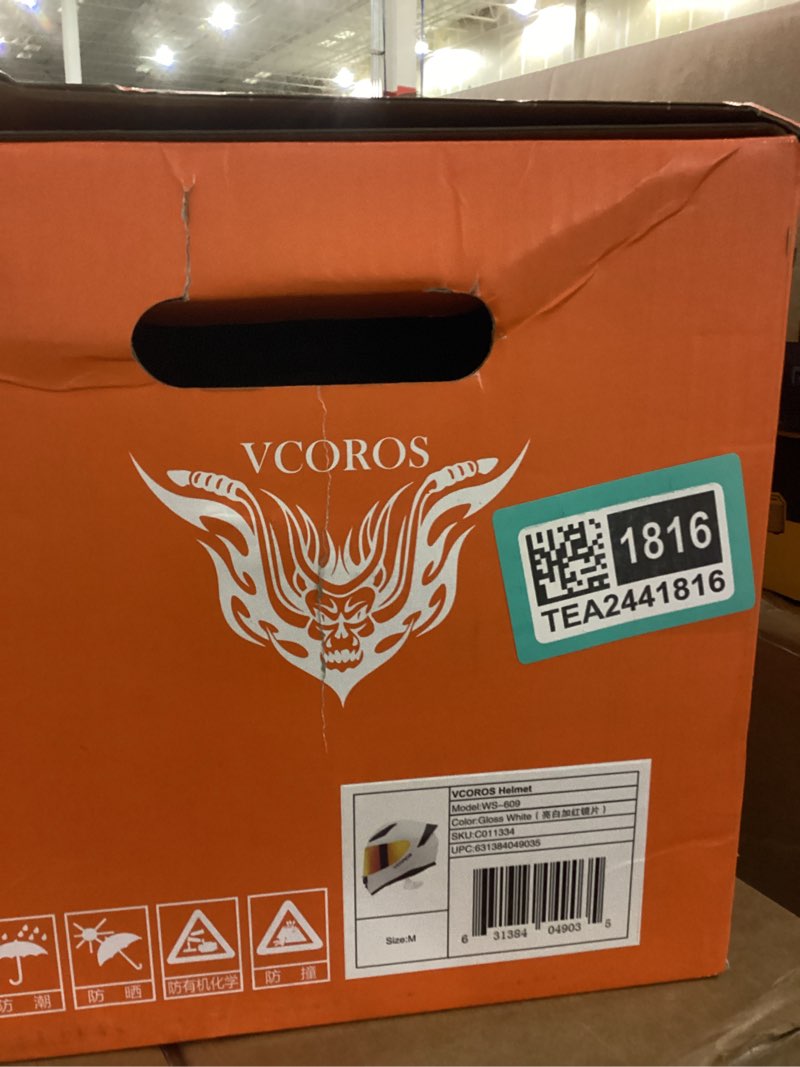 VCOROS
1816
TEA2441816
VCOROS Helmet
Model:WS-609
Color:Gloss White ( 亮白加红镜片 )
SKU:C011334
UPC:631384049035
VCOROS
Size:M
6 31384 04903 5
防 潮
防 晒
防有机化学
防 撞